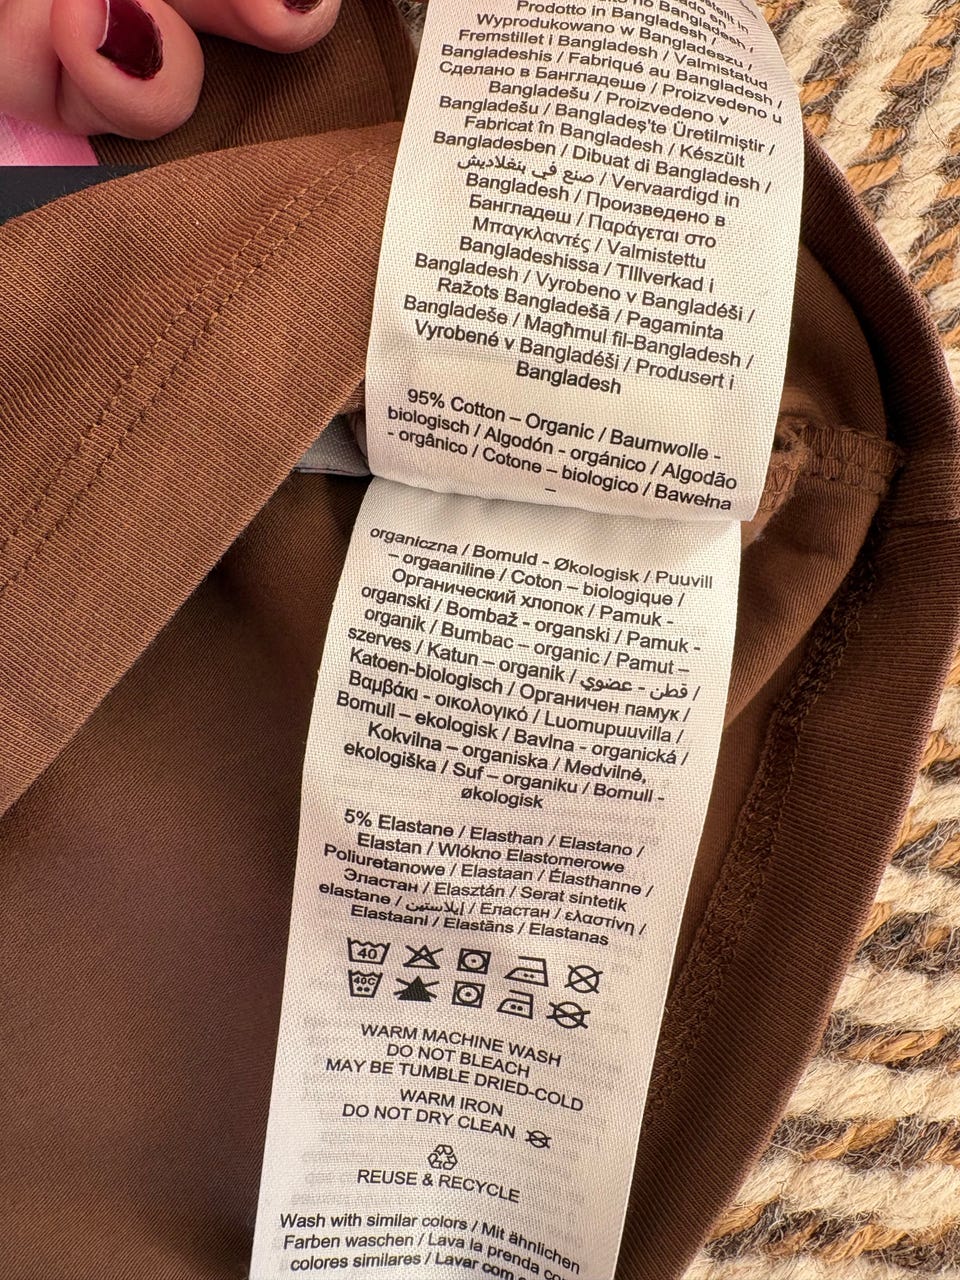 Prodotto in Bangladesh /
Wyprodukowano w Bangladeszu /
Fremstillet i Bangladesh / Valmistatud
Bangladeshis / Fabriqué au Bangladesh /
Сделано в Бангладеше / Proizvedeno u
Bangladešu / Proizvedeno v
Bangladešu / Bangladeş'te Üretilmiştir /
Fabricat în Bangladesh / Készült
Bangladesben / Dibuat di Bangladesh /
صنع في بنغلاديش / Vervaardigd in
Bangladesh / Произведено в
Бангладеш / Παράγεται στο
Μπαγκλαντές / Valmistettu
Bangladeshissa / TIllverkad i
Bangladesh / Vyrobeno v Bangladéši /
Ražots Bangladešā / Pagaminta
Bangladeše / Magħmul fil-Bangladesh /
Vyrobené v Bangladéši / Produsert i
Bangladesh
95% Cotton – Organic / Baumwolle -
biologisch / Algodón - orgánico / Algodão
- orgânico / Cotone – biologico / Bawełna
–
organiczna / Bomuld - Økologisk / Puuvill
– orgaaniline / Coton – biologique /
Органический хлопок / Pamuk -
organski / Bombaž - organski / Pamuk -
organik / Bumbac – organic / Pamut –
szerves / Katun – organik / قطن - عضوي /
Katoen-biologisch / Органичен памук /
Βαμβάκι - οικολογικό / Luomupuuvilla /
Bomull – ekologisk / Bavlna - organická /
Kokvilna – organiska / Medvilnė,
ekologiška / Suf – organiku / Bomull -
økologisk
5% Elastane / Elasthan / Elastano /
Elastan / Wlókno Elastomerowe
Poliuretanowe / Elastaan / Élasthanne /
Эластан / Elasztán / Serat sintetik
elastane / إيلاستين / Еластан / ελαστίνη /
Elastaani / Elastāns / Elastanas
40
40C
WARM MACHINE WASH
DO NOT BLEACH
MAY BE TUMBLE DRIED-COLD
WARM IRON
DO NOT DRY CLEAN
REUSE & RECYCLE
Wash with similar colors / Mit ähnlichen
Farben waschen / Lava la prenda con
colores similares / Lavar com